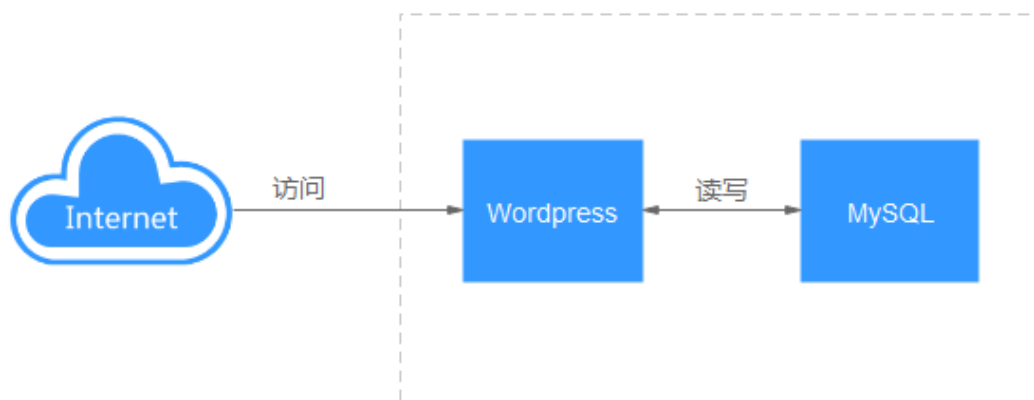 Internet
访问
Wordpress
读写
MySQL